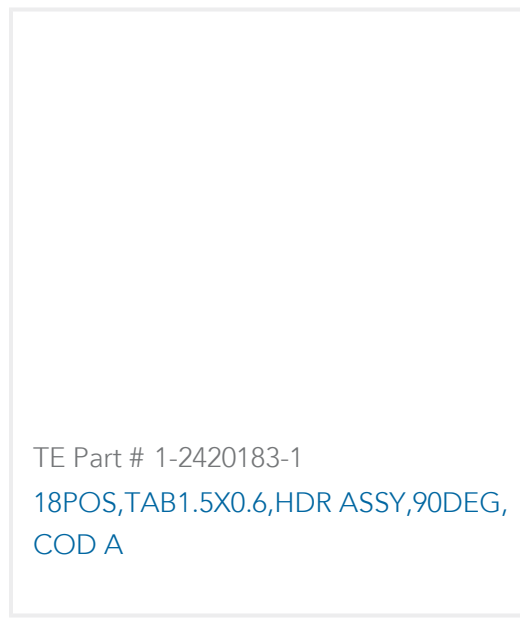 TE Part # 1-2420183-1
18POS,TAB1.5X0.6,HDR ASSY,90DEG,
COD A